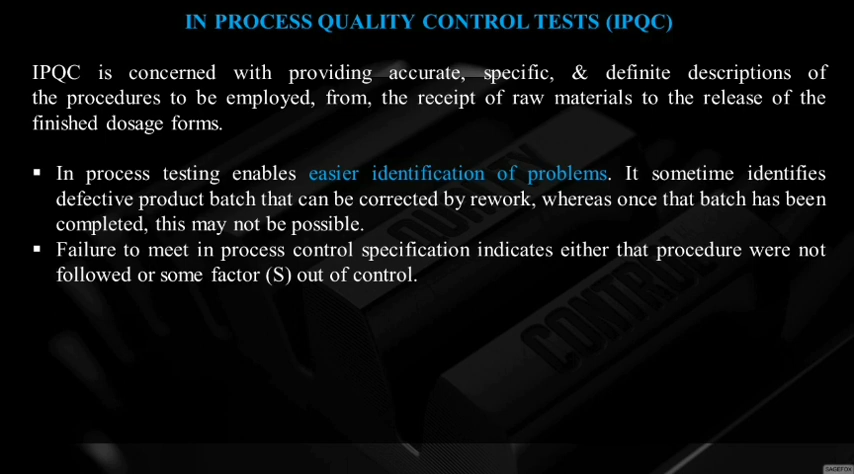 IN PROCESS QUALITY CONTROL TESTS (IPQC)
IPQC is concerned with providing accurate, specific, & definite descriptions of
the procedures to be employed, from, the receipt of raw materials to the release of the
finished dosage forms.
▪ In process testing enables easier identification of problems. It sometime identifies
defective product batch that can be corrected by rework, whereas once that batch has been
completed, this may not be possible.
▪ Failure to meet in process control specification indicates either that procedure were not
followed or some factor (S) out of control.
QUALITY
CONTROL
SAGEFOX